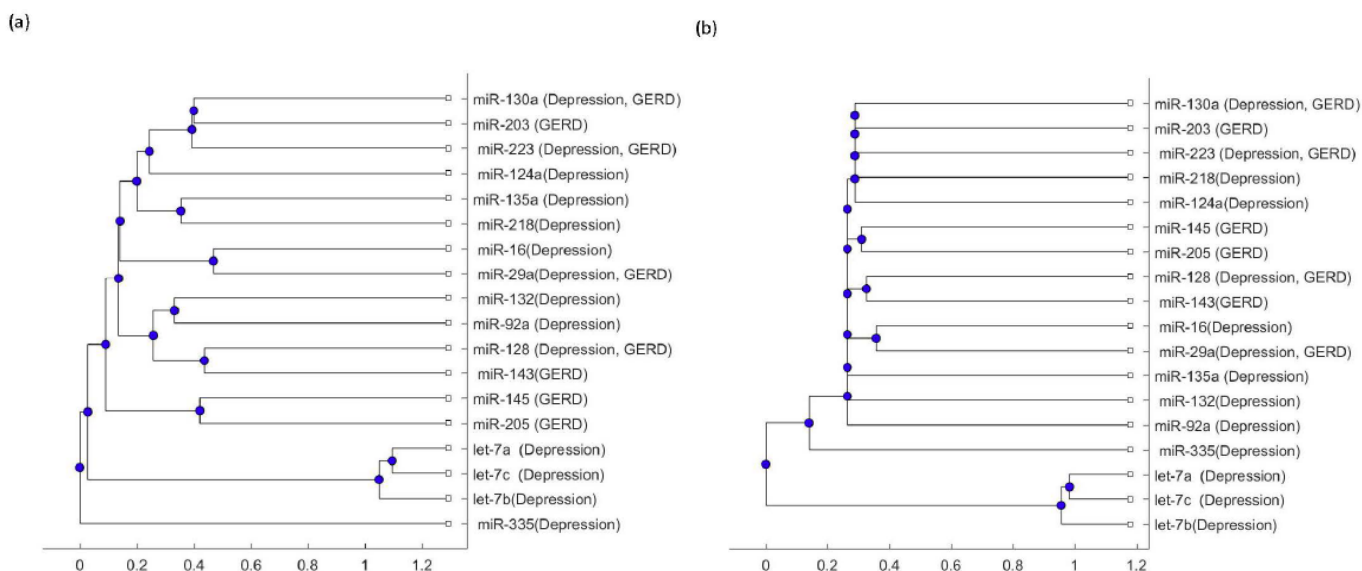 (a)
miR-130a (Depression, GERD)
miR-203 (GERD)
miR-223 (Depression, GERD)
miR-124a(Depression)
miR-135a (Depression)
miR-218(Depression)
miR-16(Depression)
miR-29a(Depression, GERD)
miR-132(Depression)
miR-92a (Depression)
miR-128 (Depression, GERD)
miR-143(GERD)
miR-145 (GERD)
miR-205 (GERD)
let-7a (Depression)
let-7c (Depression)
let-7b(Depression)
miR-335(Depression)
0 0.2 0.4 0.6 0.8 1 1.2
(b)
miR-130a (Depression, GERD)
miR-203 (GERD)
miR-223 (Depression, GERD)
miR-218(Depression)
miR-124a(Depression)
miR-145 (GERD)
miR-205 (GERD)
miR-128 (Depression, GERD)
miR-143(GERD)
miR-16(Depression)
miR-29a(Depression, GERD)
miR-135a (Depression)
miR-132(Depression)
miR-92a (Depression)
miR-335(Depression)
let-7a (Depression)
let-7c (Depression)
let-7b(Depression)
0 0.2 0.4 0.6 0.8 1 1.2